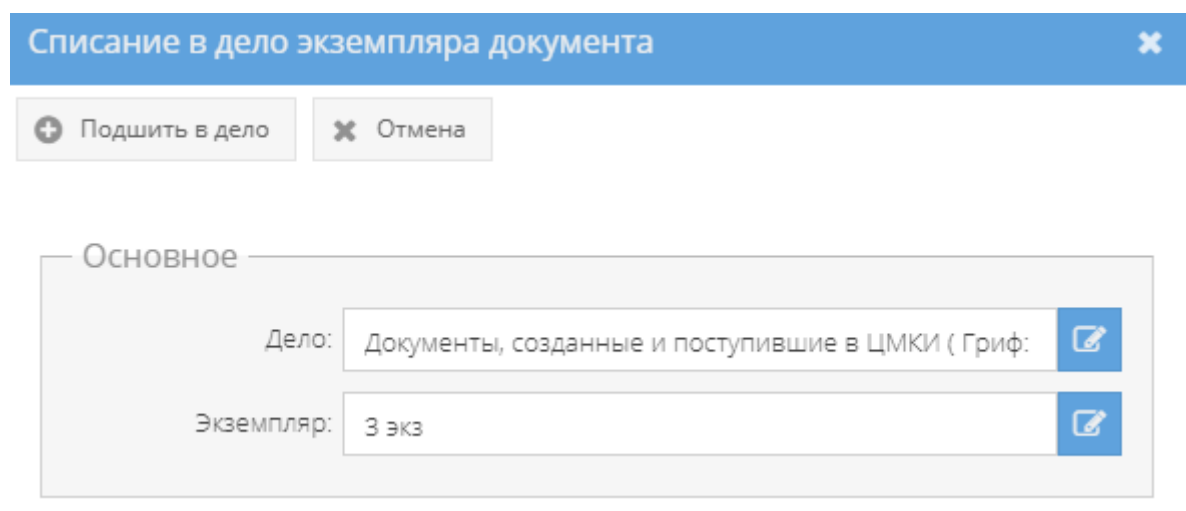 Списание в дело экземпляра документа
Подшить в дело Отмена
Основное
Дело: Документы, созданные и поступившие в ЦМКИ ( Гриф:
Экземпляр: 3 экз